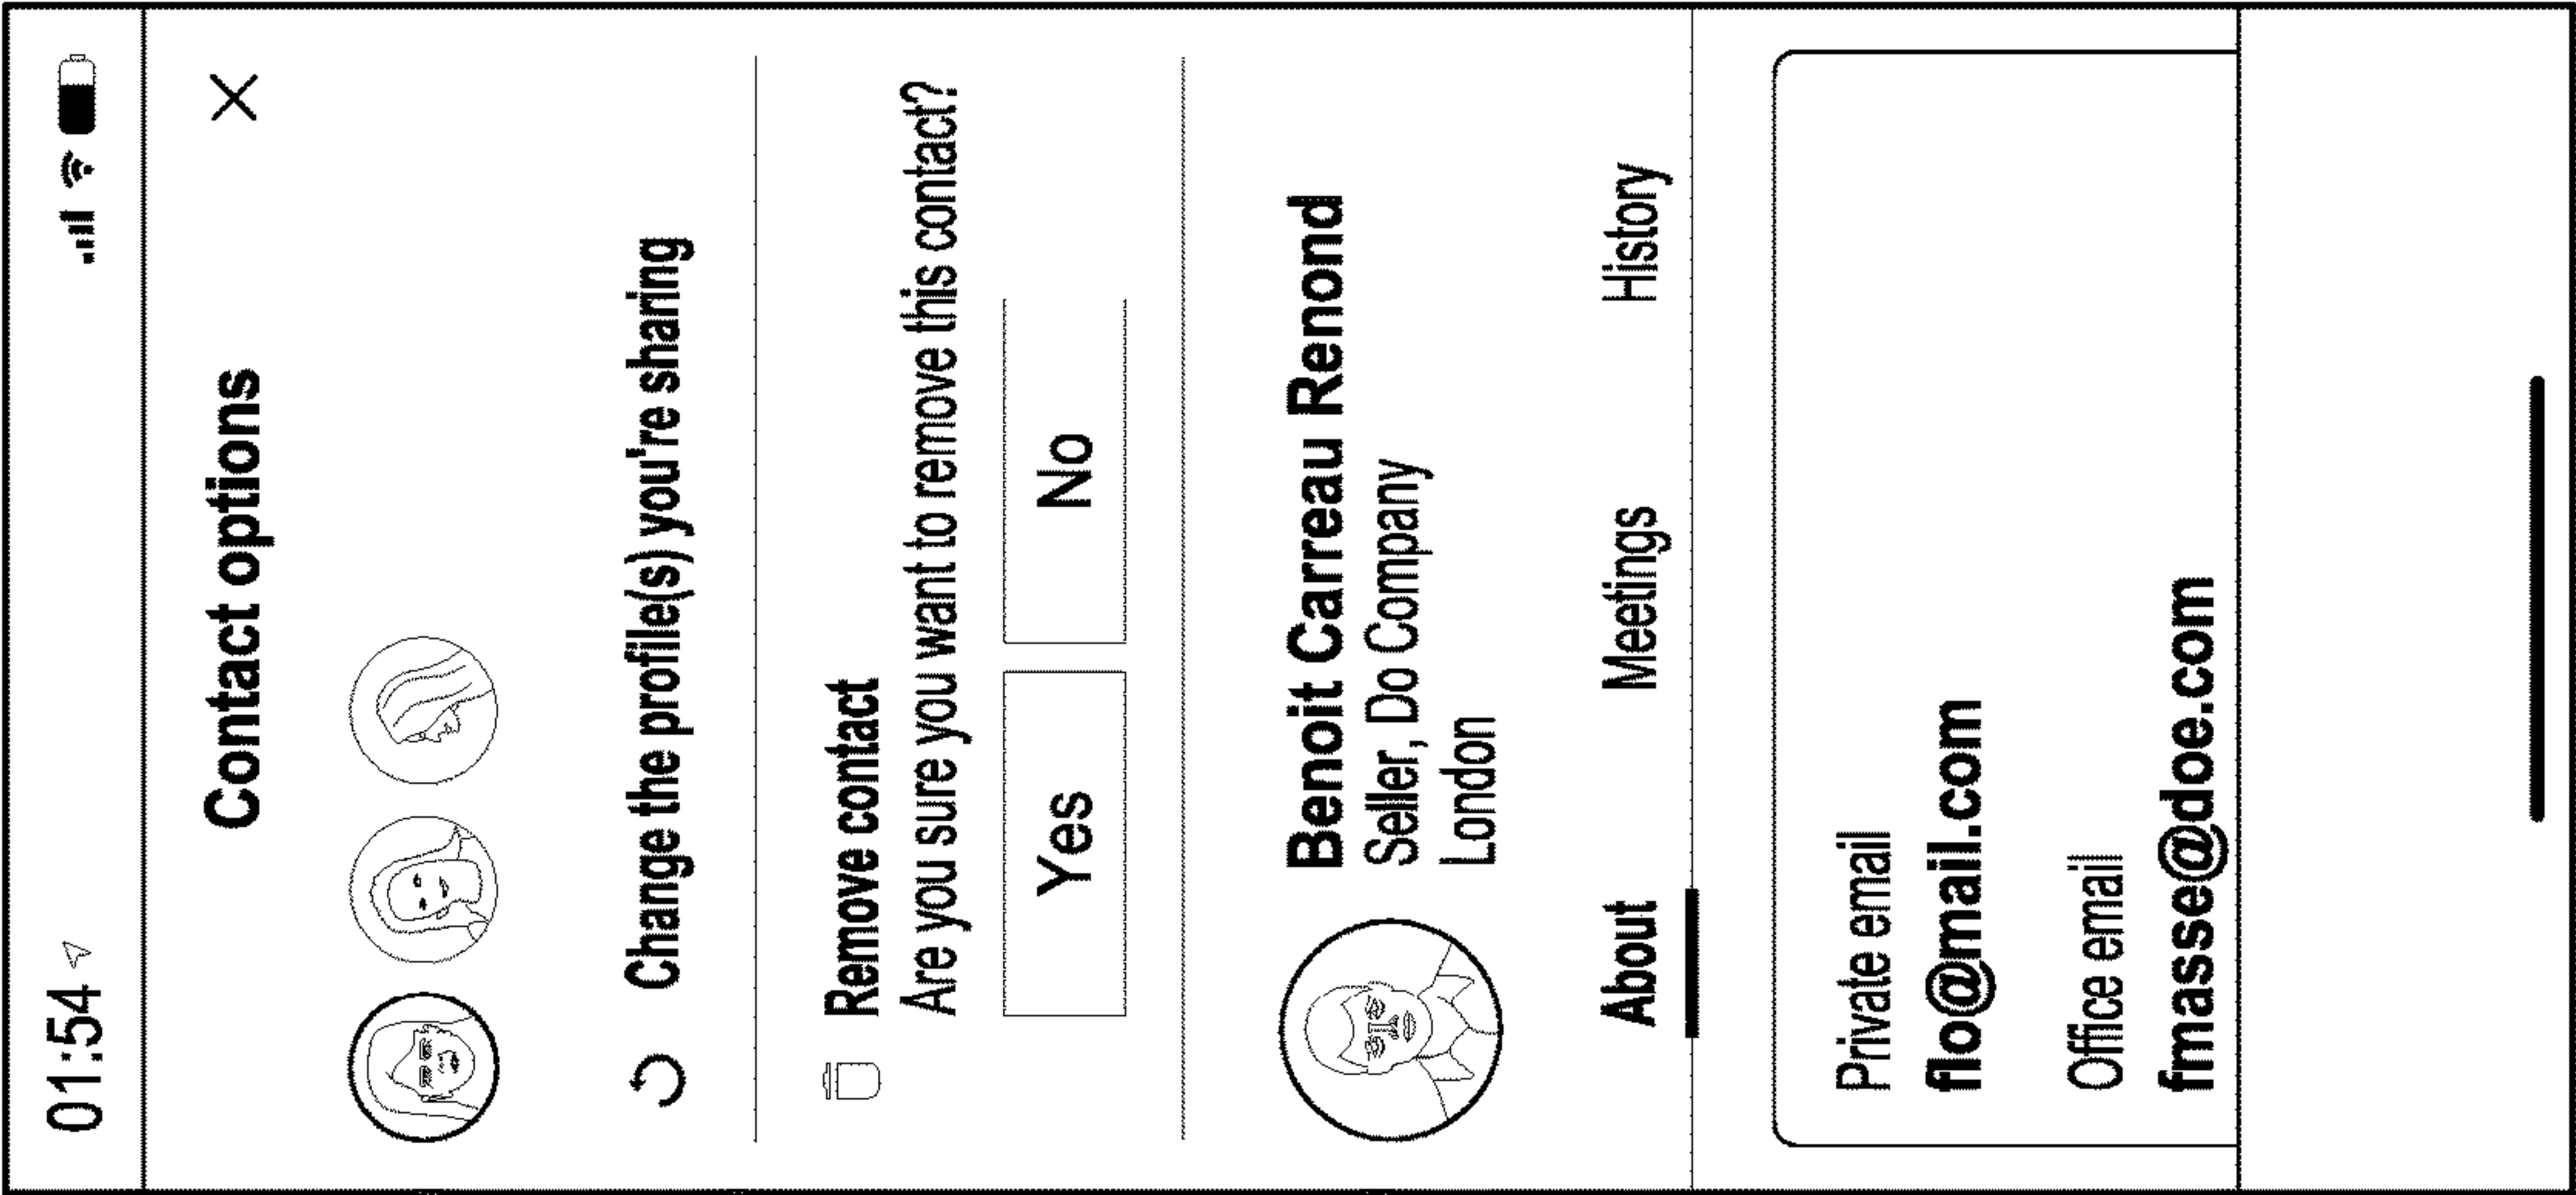 01:54
Contact options
Change the profile(s) you're sharing
Remove contact
Are you sure you want to remove this contact?
Yes No
Benoit Carreau Renond
Seller, Do Company
London
About Meetings History
Private email
flo@mail.com
Office email
fmasse@doe.com